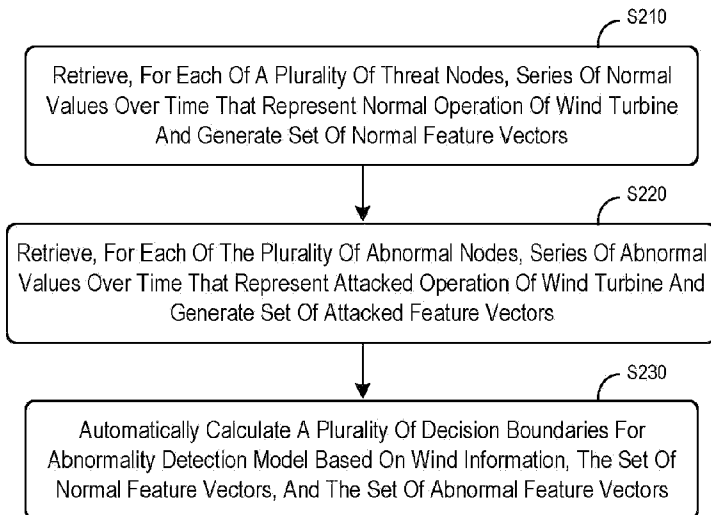 S210
Retrieve, For Each Of A Plurality Of Threat Nodes, Series Of Normal
Values Over Time That Represent Normal Operation Of Wind Turbine
And Generate Set Of Normal Feature Vectors
S220
Retrieve, For Each Of The Plurality Of Abnormal Nodes, Series Of Abnormal
Values Over Time That Represent Attacked Operation Of Wind Turbine And
Generate Set Of Attacked Feature Vectors
S230
Automatically Calculate A Plurality Of Decision Boundaries For
Abnormality Detection Model Based On Wind Information, The Set Of
Normal Feature Vectors, And The Set Of Abnormal Feature Vectors